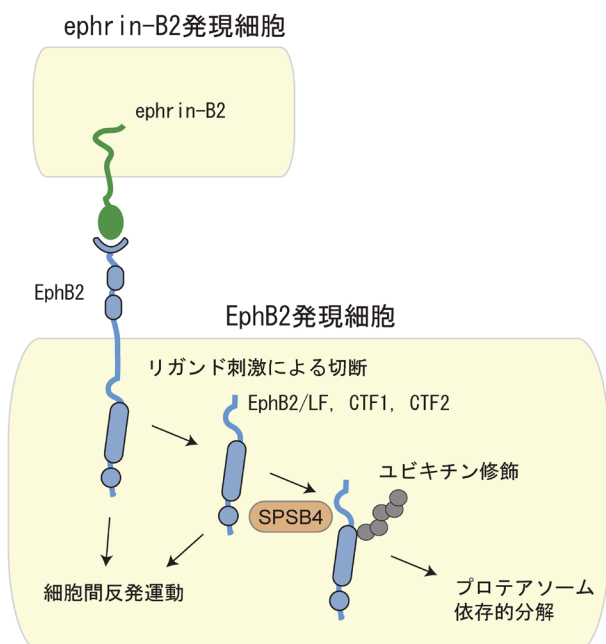 ephrin-B2発現細胞
ephrin-B2
EphB2
EphB2発現細胞
リガンド刺激による切断
EphB2/LF, CTF1, CTF2
ユビキチン修飾
SPSB4
細胞間反発運動
プロテアソーム
依存的分解